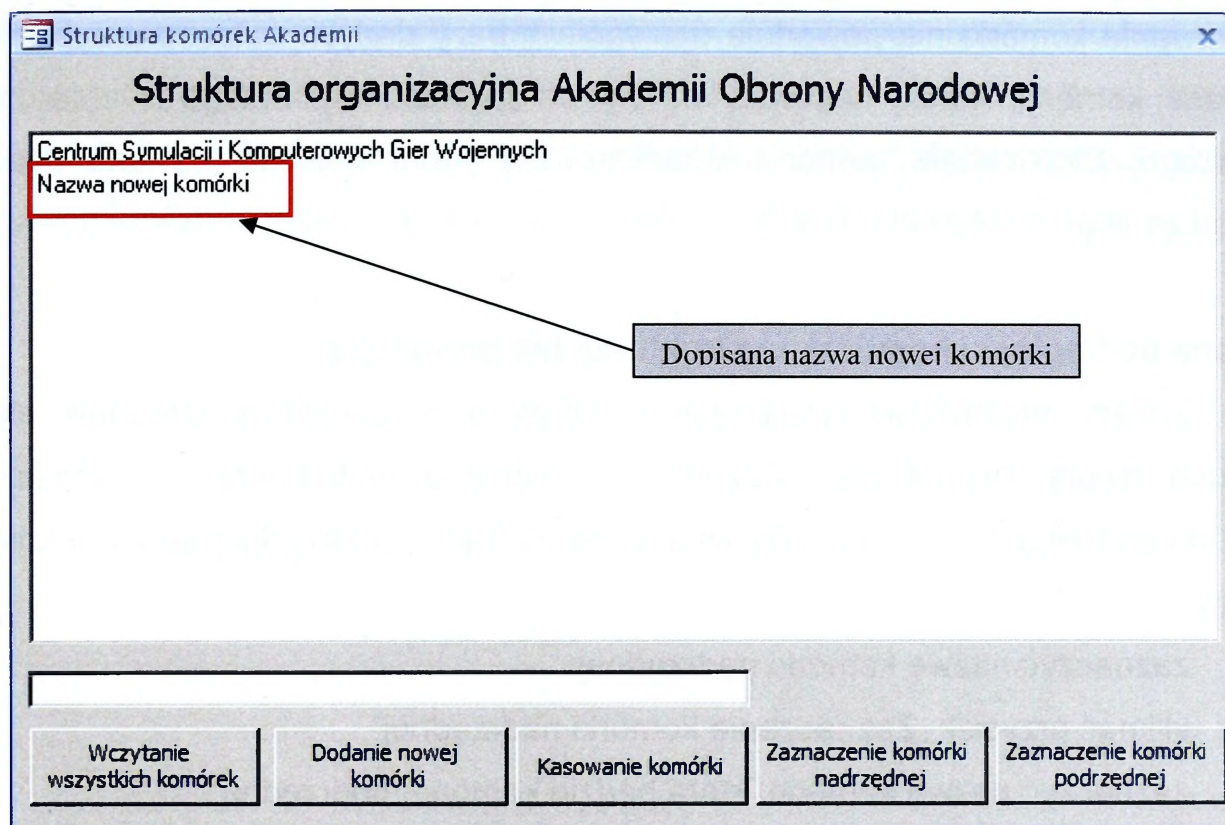 Struktura komórek Akademii
Struktura organizacyjna Akademii Obrony Narodowej
Centrum Symulacji i Komputerowych Gier Wojennych
Nazwa nowej komórki
Dopisana nazwa nowej komórki
Wczytanie
wszystkich komórek
Dodanie nowej
komórki
Kasowanie komórki
Zaznaczenie komórki
nadrzędnej
Zaznaczenie komórki
podrzędnej